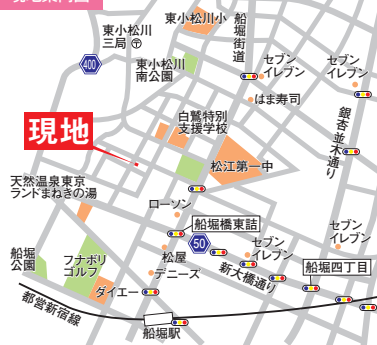 現地案内図
東小松川小
船堀街道
東小松川
三局
400
東小松川
南公園
セブン
イレブン
セブン
イレブン
はま寿司
白鷺特別
支援学校
銀杏並木通り
現地
松江第一中
天然温泉東京
ランドまねきの湯
ローソン
船堀橋東詰
50
セブン
イレブン
船堀
公園
フナボリ
ゴルフ
松屋
デニーズ
セブン
イレブン
新大橋通り
船堀四丁目
ダイエー
都営新宿線
船堀駅